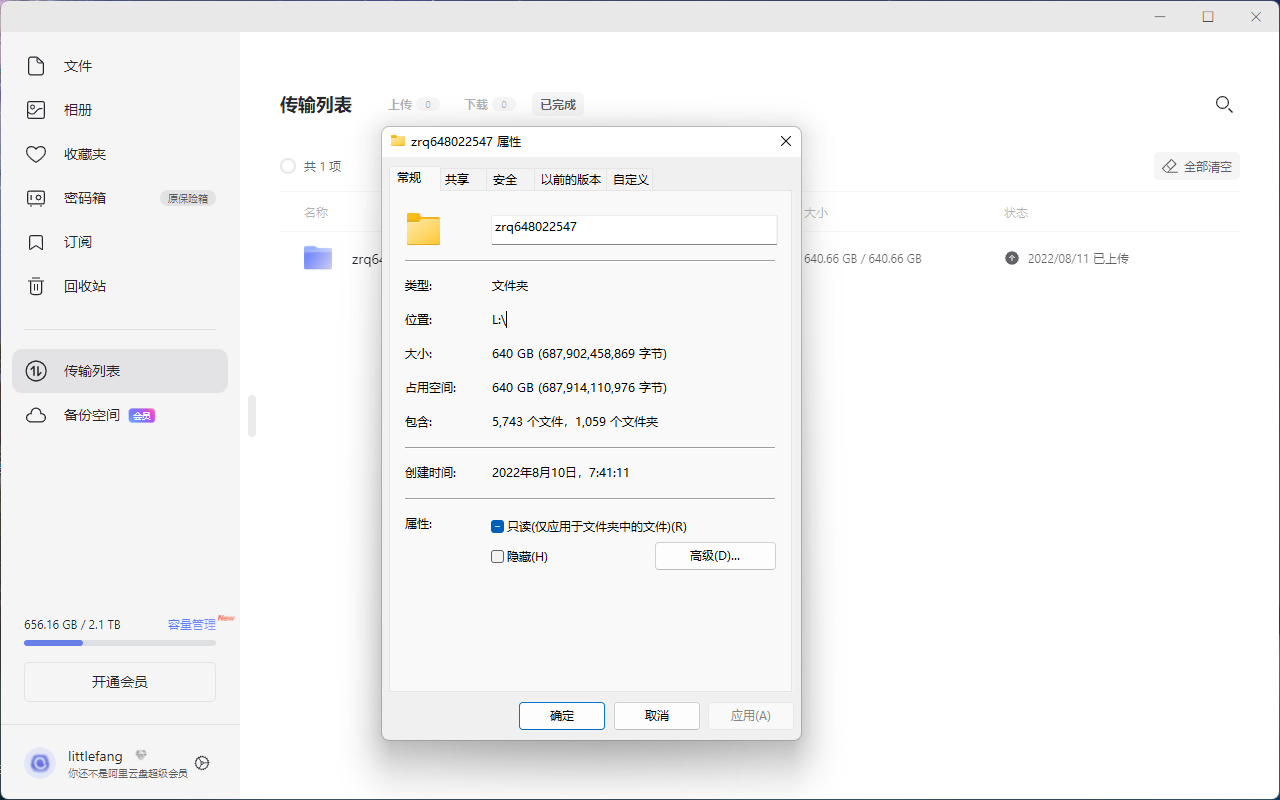 文件
相册
收藏夹
密码箱 原保险箱
订阅
回收站
传输列表
备份空间 会员
656.16 GB / 2.1 TB 容量管理 New
开通会员
littlefang
你还不是阿里云盘超级会员
传输列表 上传 0 下载 0 已完成
共 1 项 全部清空
名称 大小 状态
zrq64 640.66 GB / 640.66 GB 2022/08/11 已上传
zrq648022547 属性
常规 共享 安全 以前的版本 自定义
zrq648022547
类型: 文件夹
位置: L:\
大小: 640 GB (687,902,458,869 字节)
占用空间: 640 GB (687,914,110,976 字节)
包含: 5,743 个文件，1,059 个文件夹
创建时间: 2022年8月10日，7:41:11
属性: 只读(仅应用于文件夹中的文件)(R)
隐藏(H) 高级(D)...
确定 取消 应用(A)